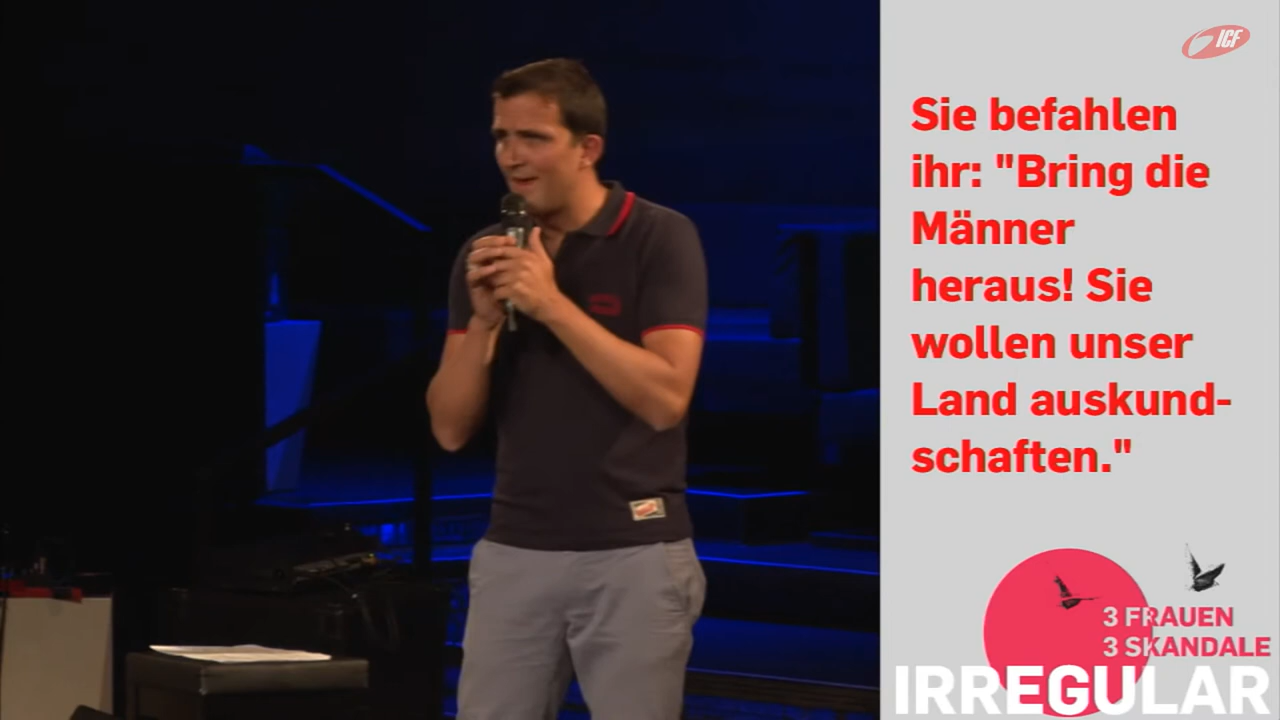 ICF
Sie befahlen
ihr: "Bring die
Männer
heraus! Sie
wollen unser
Land auskund-
schaften."
3 FRAUEN
3 SKANDALE
IRREGULAR